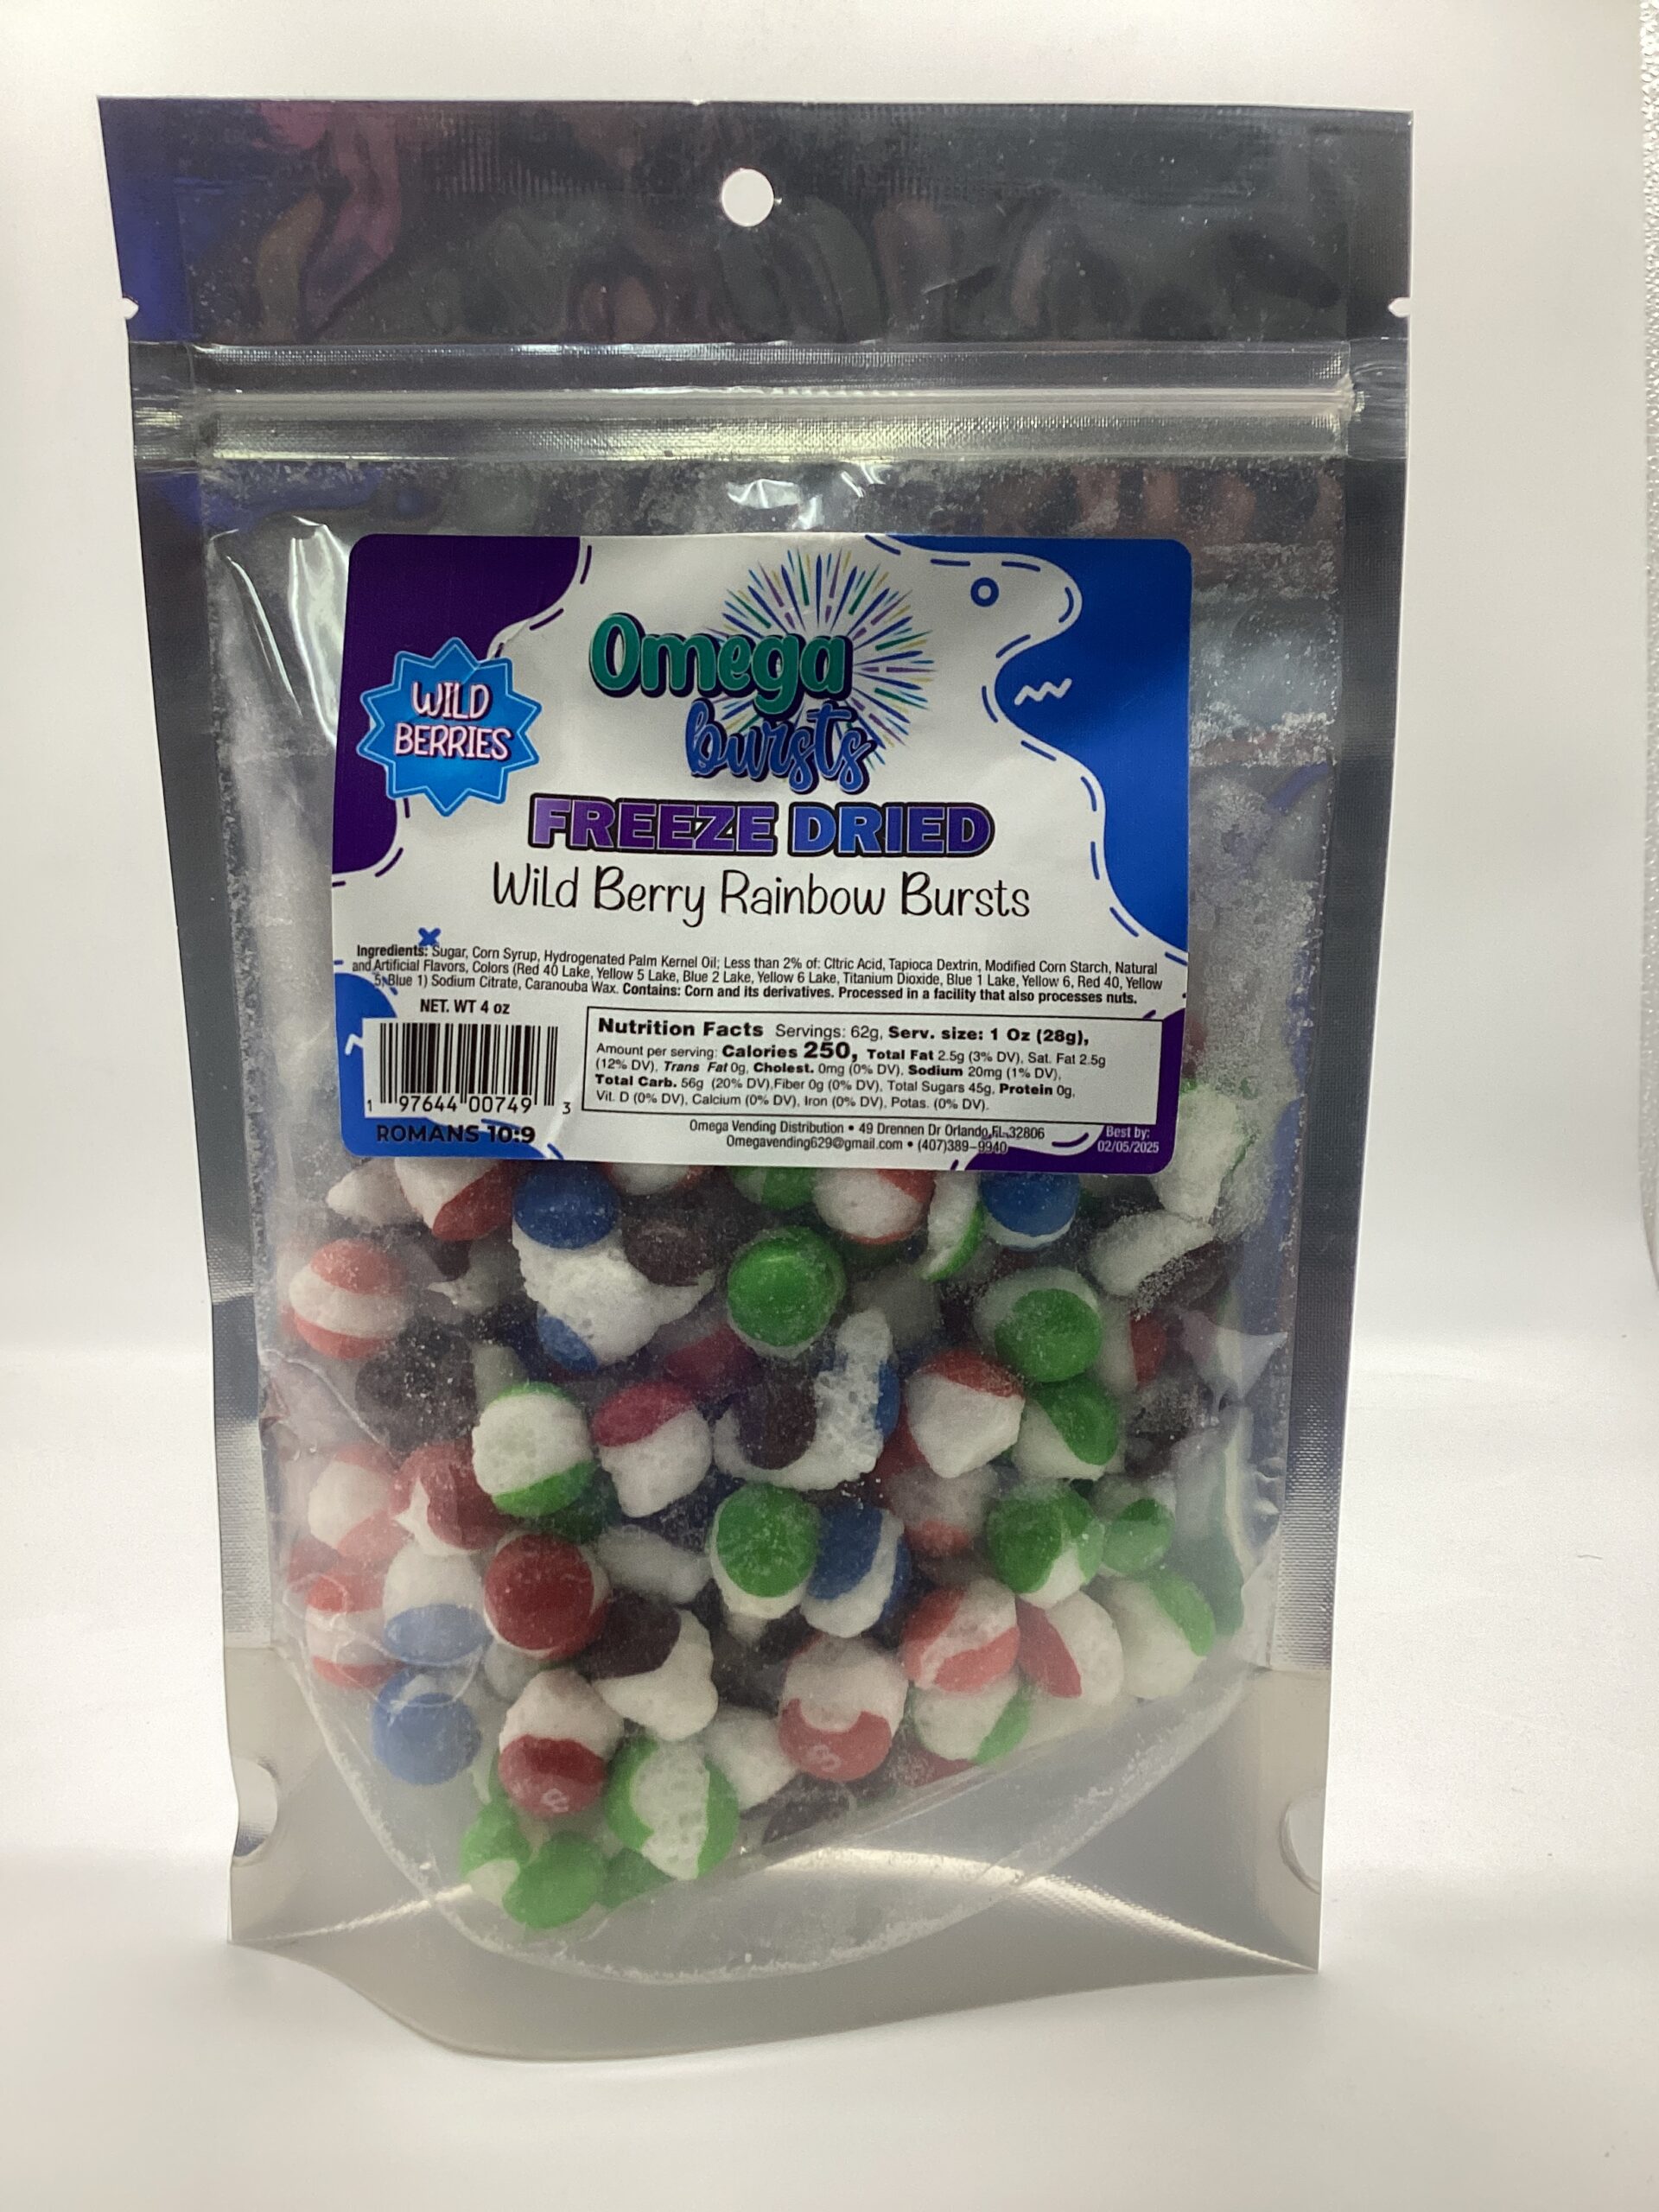 WILD
BERRIES
Omega
bursts
FREEZE DRIED
Wild Berry Rainbow Bursts
Ingredients: Sugar, Corn Syrup, Hydrogenated Palm Kernel Oil; Less than 2% of: CItric Acid, Tapioca Dextrin, Modified Corn Starch, Natural
and Artificial Flavors, Colors (Red 40 Lake, Yellow 5 Lake, Blue 2 Lake, Yellow 6 Lake, Titanium Dioxide, Blue 1 Lake, Yellow 6, Red 40, Yellow
5, Blue 1) Sodium Citrate, Caranouba Wax. Contains: Corn and its derivatives. Processed in a facility that also processes nuts.
NET. WT 4 oz
1 97644 00749 3
ROMANS 10:9
Nutrition Facts Servings: 62g, Serv. size: 1 Oz (28g),
Amount per serving: Calories 250, Total Fat 2.5g (3% DV), Sat. Fat 2.5g
(12% DV), Trans Fat 0g, Cholest. 0mg (0% DV), Sodium 20mg (1% DV),
Total Carb. 56g (20% DV),Fiber 0g (0% DV), Total Sugars 45g, Protein 0g,
Vit. D (0% DV), Calcium (0% DV), Iron (0% DV), Potas. (0% DV).
Omega Vending Distribution • 49 Drennen Dr Orlando,FL-32806
Omegavending629@gmail.com • (407)389-9940
Best by:
02/05/2025
S
S